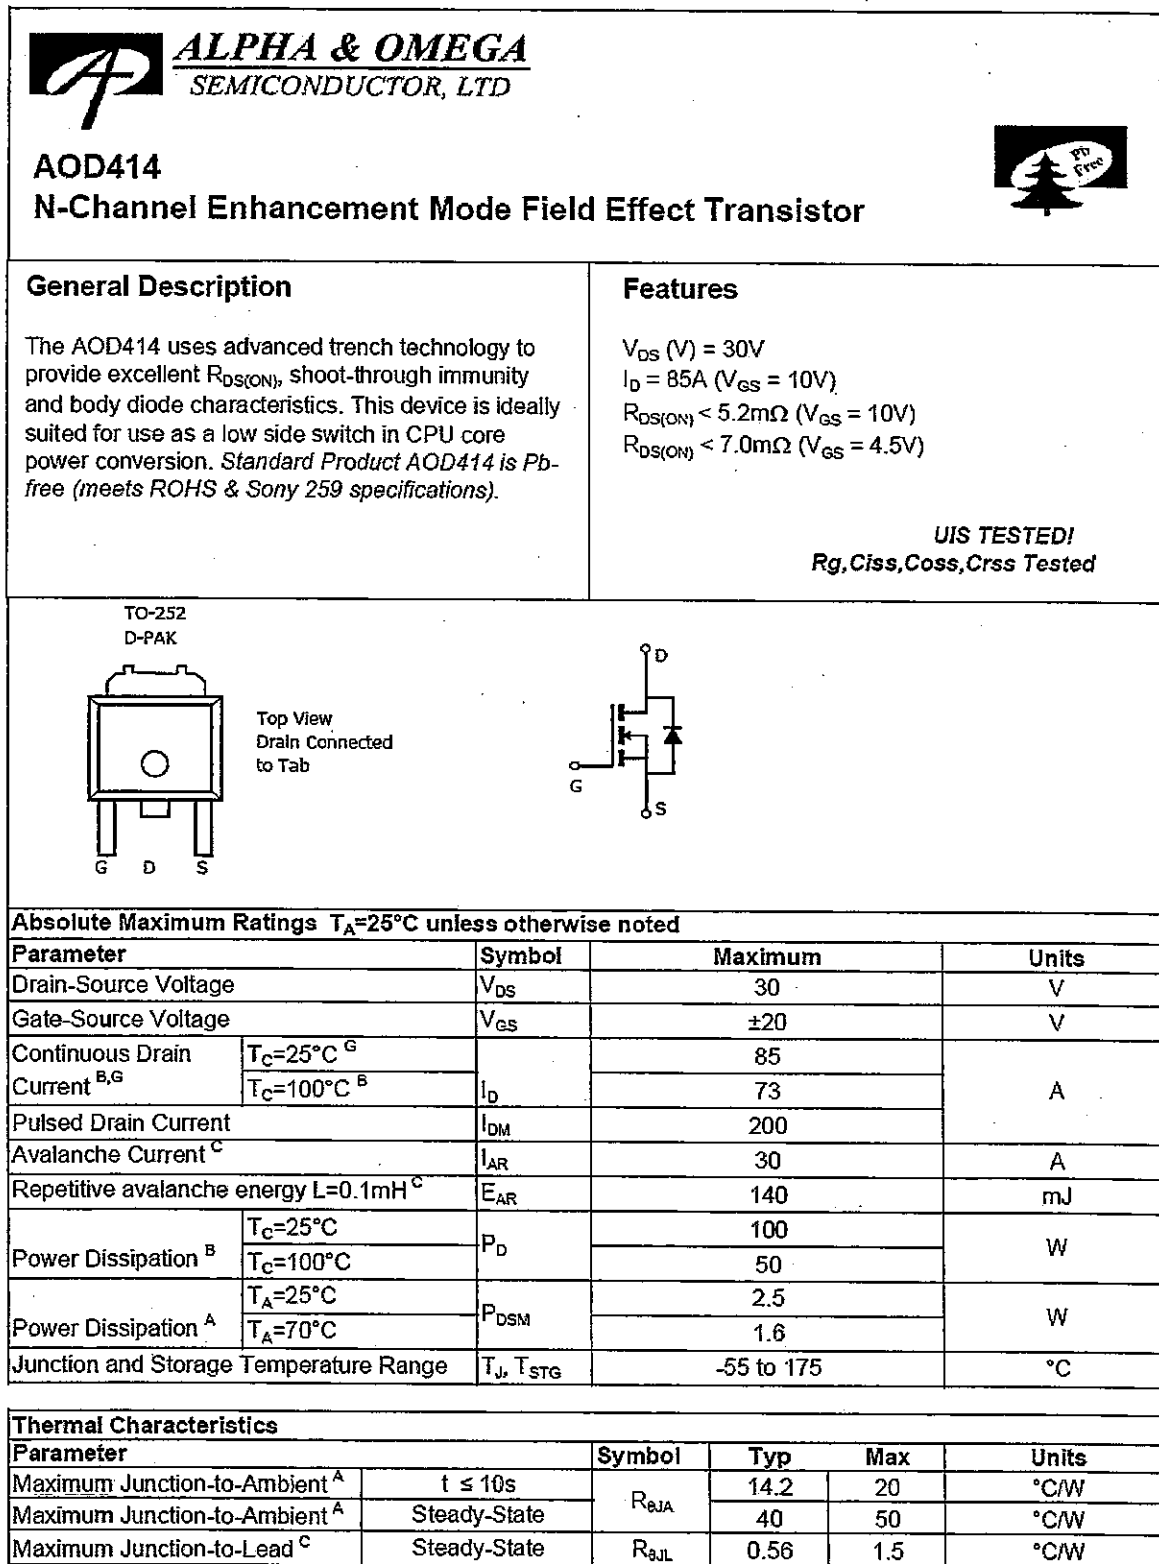 ALPHA & OMEGA
SEMICONDUCTOR, LTD
Pb
Free
AOD414
N-Channel Enhancement Mode Field Effect Transistor
General Description
The AOD414 uses advanced trench technology to
provide excellent RDS(ON), shoot-through immunity
and body diode characteristics. This device is ideally
suited for use as a low side switch in CPU core
power conversion. Standard Product AOD414 is Pb-
free (meets ROHS & Sony 259 specifications).
Features
VDS (V) = 30V
ID = 85A (VGS = 10V)
RDS(ON) < 5.2mΩ (VGS = 10V)
RDS(ON) < 7.0mΩ (VGS = 4.5V)
UIS TESTED!
Rg,Ciss,Coss,Crss Tested
TO-252
D-PAK
Top View
Drain Connected
to Tab
G D S
D
G
S
Absolute Maximum Ratings TA=25°C unless otherwise noted
Parameter Symbol Maximum Units
Drain-Source Voltage VDS 30 V
Gate-Source Voltage VGS ±20 V
Continuous Drain TC=25°C G 85
Current B,G TC=100°C B ID 73 A
Pulsed Drain Current IDM 200
Avalanche Current C IAR 30 A
Repetitive avalanche energy L=0.1mH C EAR 140 mJ
TC=25°C 100
Power Dissipation B TC=100°C PD 50 W
TA=25°C 2.5
Power Dissipation A TA=70°C PDSM 1.6 W
Junction and Storage Temperature Range TJ, TSTG -55 to 175 °C
Thermal Characteristics
Parameter Symbol Typ Max Units
Maximum Junction-to-Ambient A t ≤ 10s 14.2 20 °C/W
Maximum Junction-to-Ambient A Steady-State RθJA 40 50 °C/W
Maximum Junction-to-Lead C Steady-State RθJL 0.56 1.5 °C/W